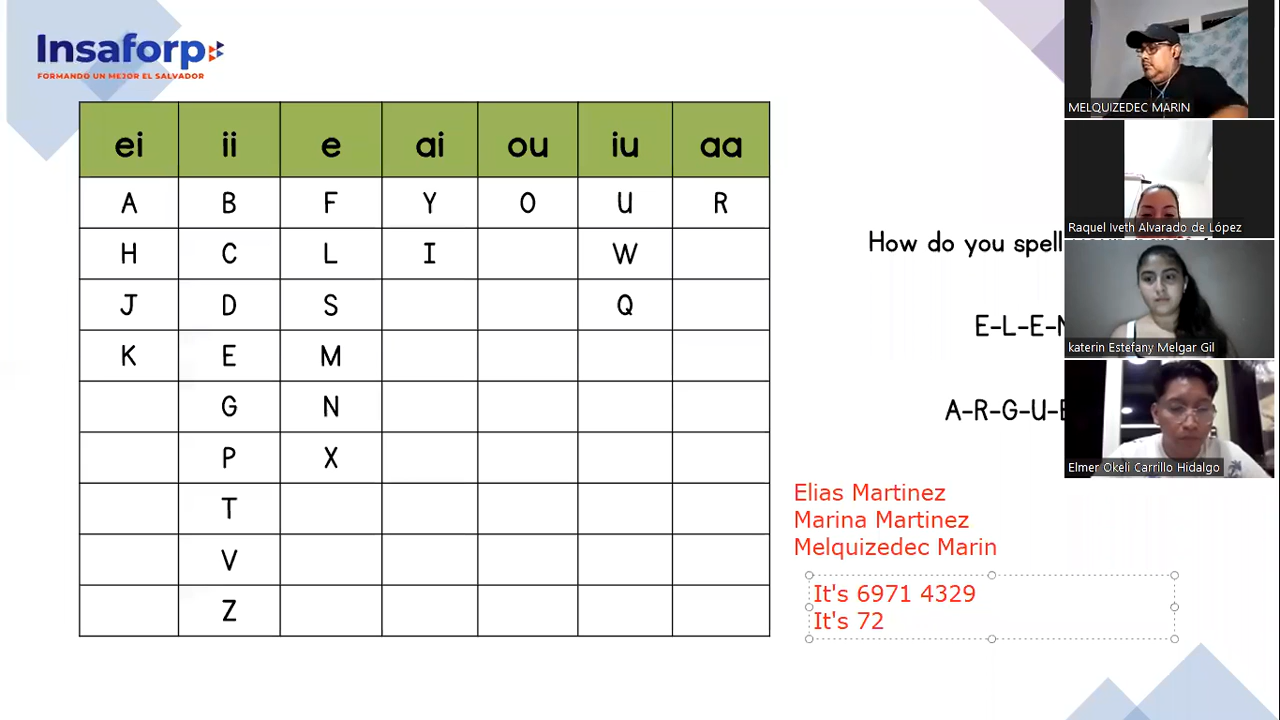 Insaforp
FORMANDO UN MEJOR EL SALVADOR
ei ii e ai ou iu aa
A B F Y O U R
H C L I W
J D S Q
K E M
G N
P X
T
V
Z
How do you spell
E-L-E-N
A-R-G-U-E
Elias Martinez
Marina Martinez
Melquizedec Marin
It's 6971 4329
It's 72
MELQUIZEDEC MARIN
Raquel Iveth Alvarado de López
katerin Estefany Melgar Gil
Elmer Okeli Carrillo Hidalgo